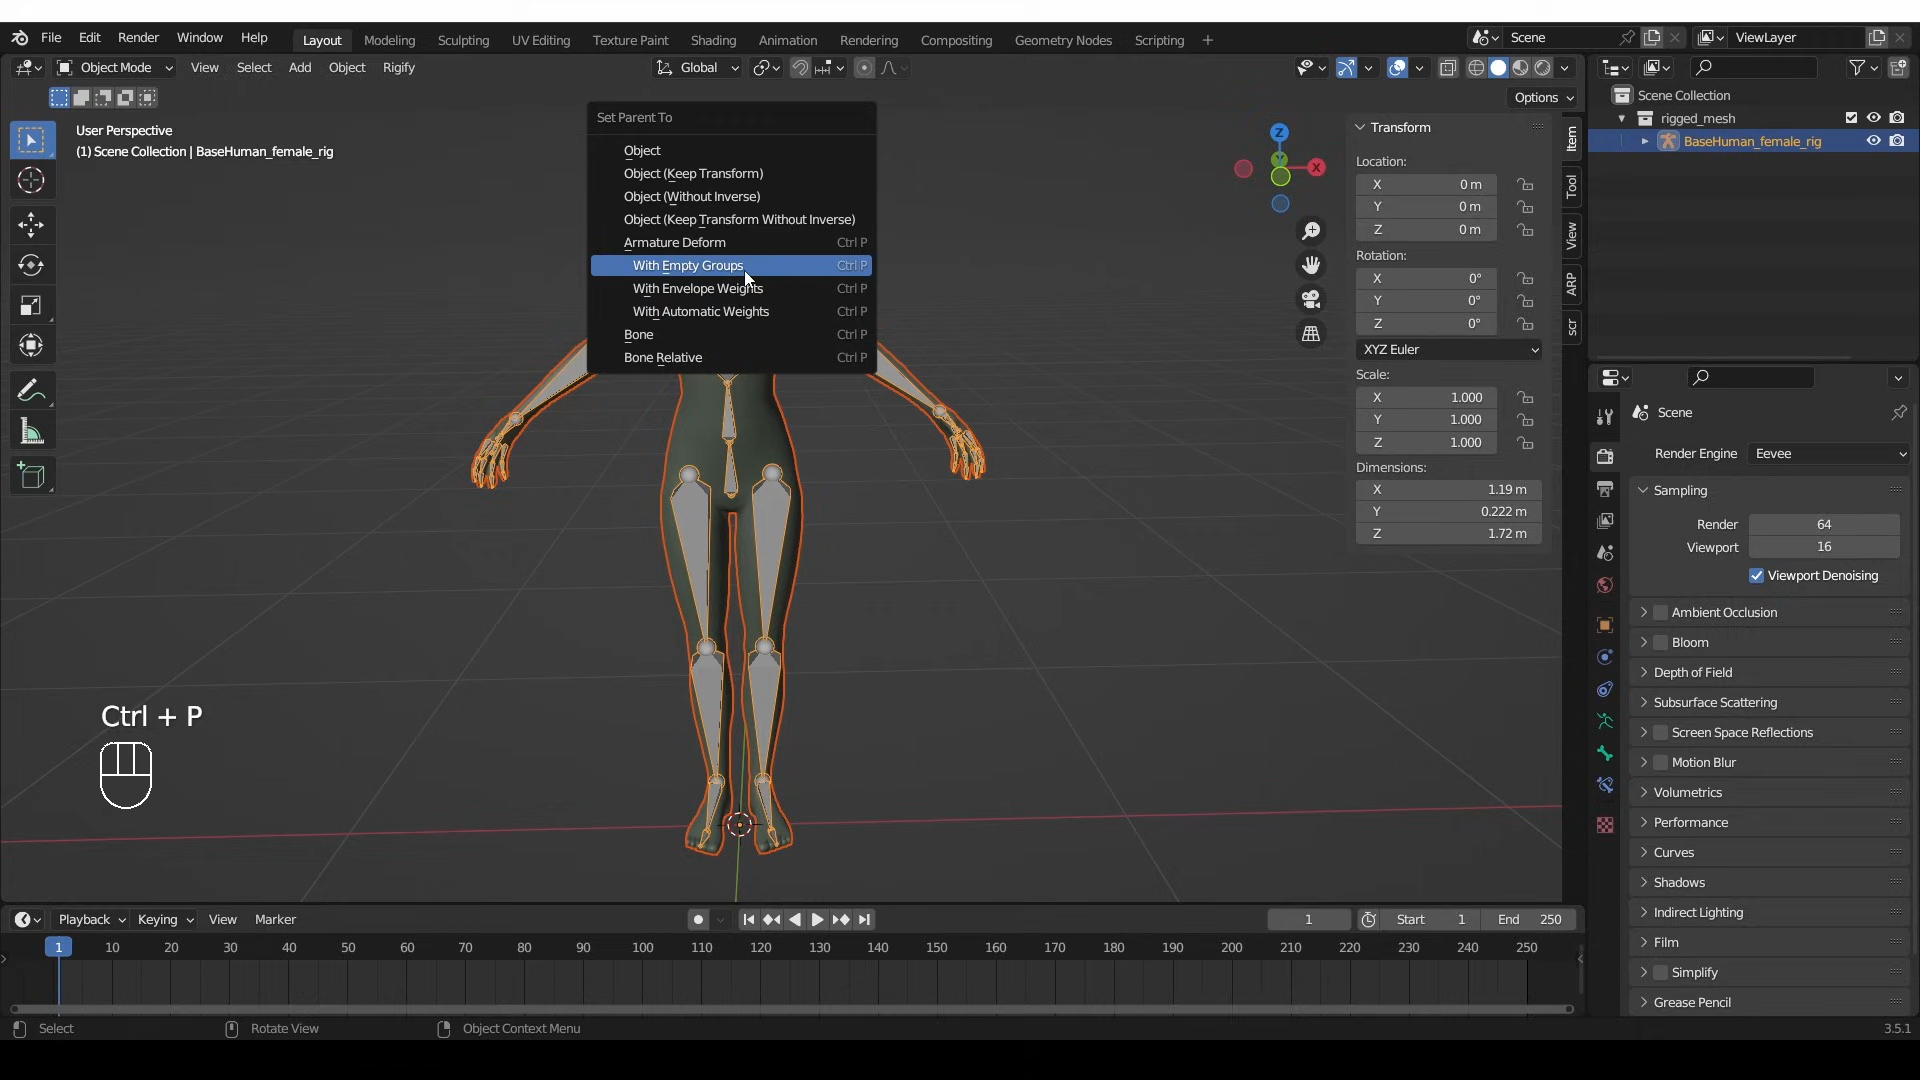 File Edit Render Window Help Layout Modeling Sculpting UV Editing Texture Paint Shading Animation Rendering Compositing Geometry Nodes Scripting + Scene ViewLayer
Object Mode View Select Add Object Rigify Global
Options
User Perspective
(1) Scene Collection | BaseHuman_female_rig
Set Parent To
Object
Object (Keep Transform)
Object (Without Inverse)
Object (Keep Transform Without Inverse)
Armature Deform Ctrl P
With Empty Groups Ctrl P
With Envelope Weights Ctrl P
With Automatic Weights Ctrl P
Bone Ctrl P
Bone Relative Ctrl P
Z
Y
X
Transform
Location:
X 0 m
Y 0 m
Z 0 m
Rotation:
X 0°
Y 0°
Z 0°
XYZ Euler
Scale:
X 1.000
Y 1.000
Z 1.000
Dimensions:
X 1.19 m
Y 0.222 m
Z 1.72 m
Item
Tool
View
ARP
scr
Scene Collection
rigged_mesh
BaseHuman_female_rig
Scene
Render Engine Eevee
Sampling
Render 64
Viewport 16
Viewport Denoising
Ambient Occlusion
Bloom
Depth of Field
Subsurface Scattering
Screen Space Reflections
Motion Blur
Volumetrics
Performance
Curves
Shadows
Indirect Lighting
Film
Simplify
Grease Pencil
Ctrl + P
Playback Keying View Marker 1 Start 1 End 250
1 10 20 30 40 50 60 70 80 90 100 110 120 130 140 150 160 170 180 190 200 210 220 230 240 250
Select Rotate View Object Context Menu 3.5.1